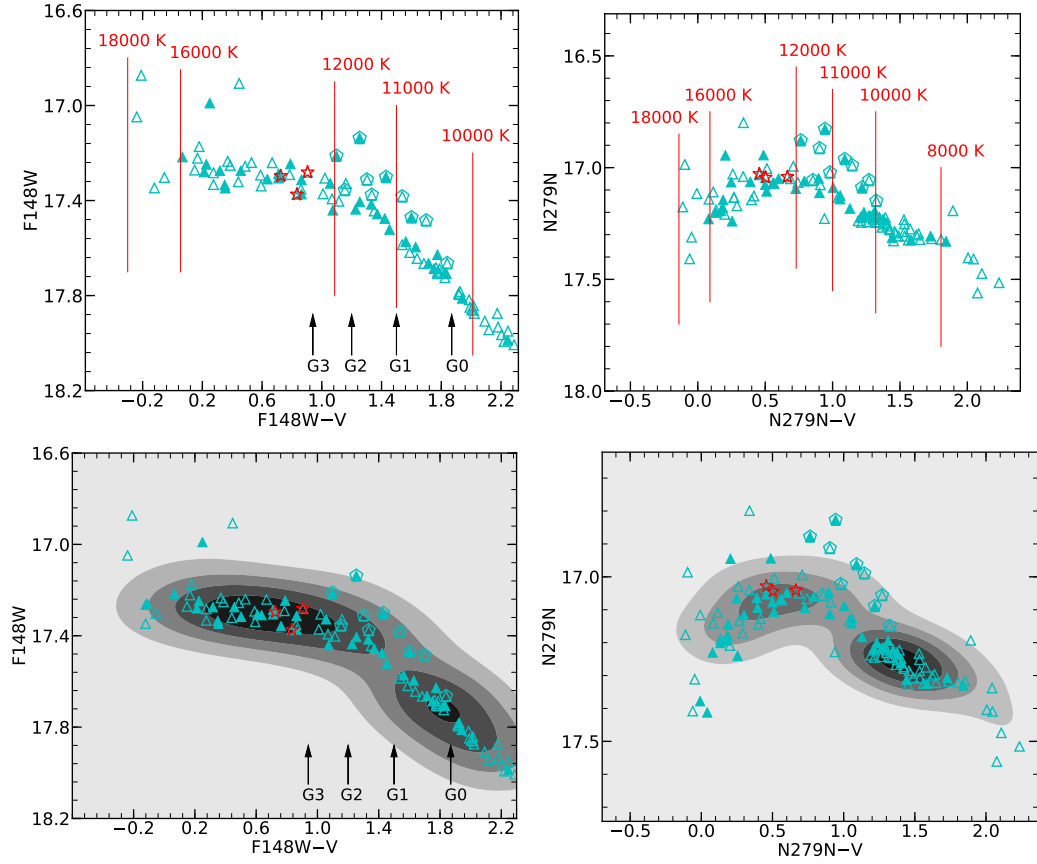 16.6
17.0
17.4
17.8
18.2
F148W
18000 K
16000 K
12000 K
11000 K
10000 K
G3
G2
G1
G0
−0.2
0.2
0.6
1.0
1.4
1.8
2.2
F148W−V
16.5
17.0
17.5
18.0
N279N
18000 K
16000 K
12000 K
11000 K
10000 K
8000 K
−0.5
0.0
0.5
1.0
1.5
2.0
N279N−V
16.6
17.0
17.4
17.8
18.2
F148W
G3
G2
G1
G0
−0.2
0.2
0.6
1.0
1.4
1.8
2.2
F148W−V
17.0
17.5
N279N
−0.5
0.0
0.5
1.0
1.5
2.0
N279N−V